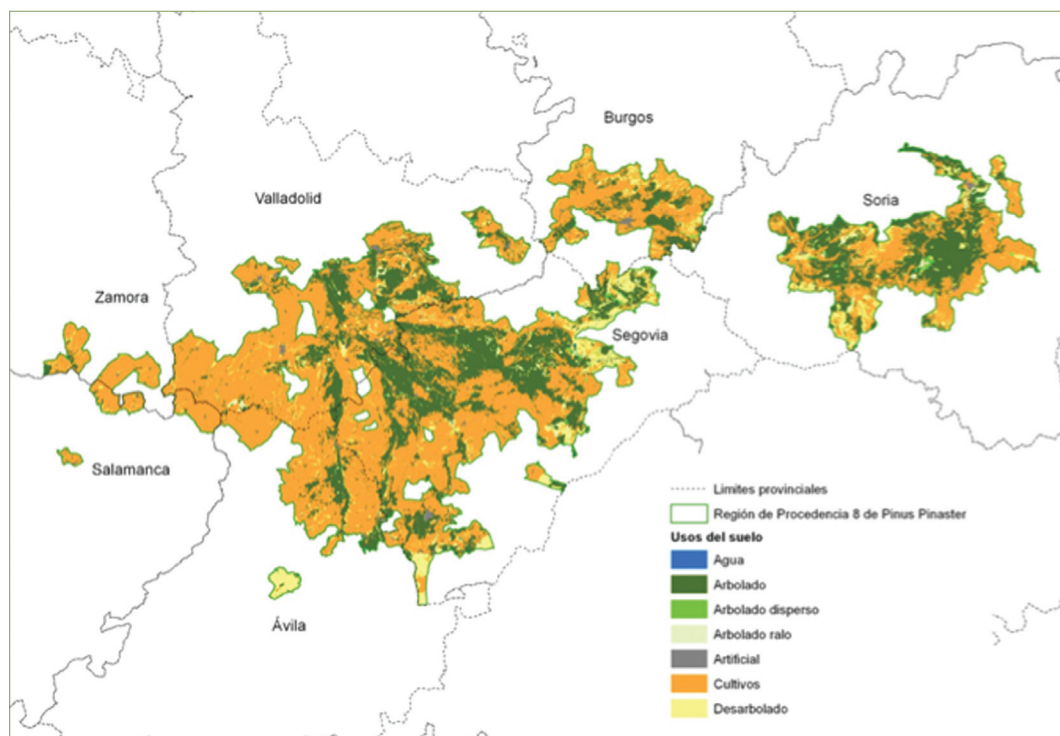 Burgos
Valladolid
Soria
Zamora
Segovia
Salamanca
Ávila
Limites provinciales
Región de Procedencia 8 de Pinus Pinaster
Usos del suelo
Agua
Arbolado
Arbolado disperso
Arbolado ralo
Artificial
Cultivos
Desarbolado